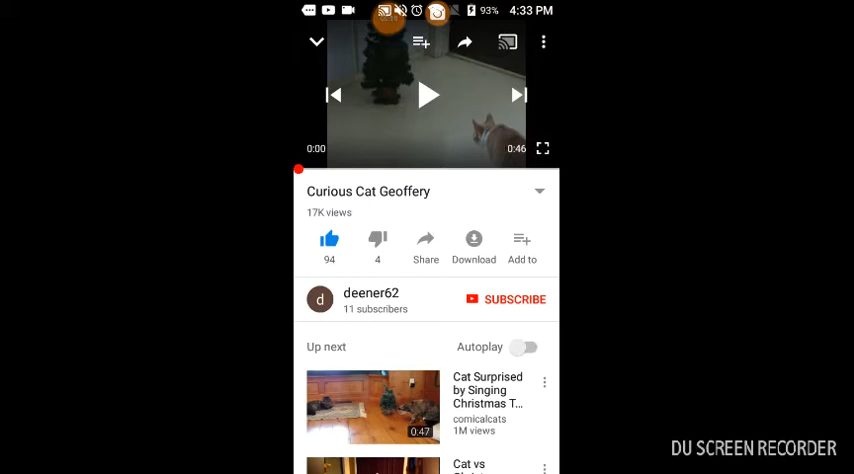 93% 4:33 PM
0:00 0:46
Curious Cat Geoffery
17K views
94 4 Share Download Add to
d deener62 SUBSCRIBE
11 subscribers
Up next Autoplay
Cat Surprised
by Singing
Christmas T...
comicalcats
1M views
0:47
Cat vs
DU SCREEN RECORDER